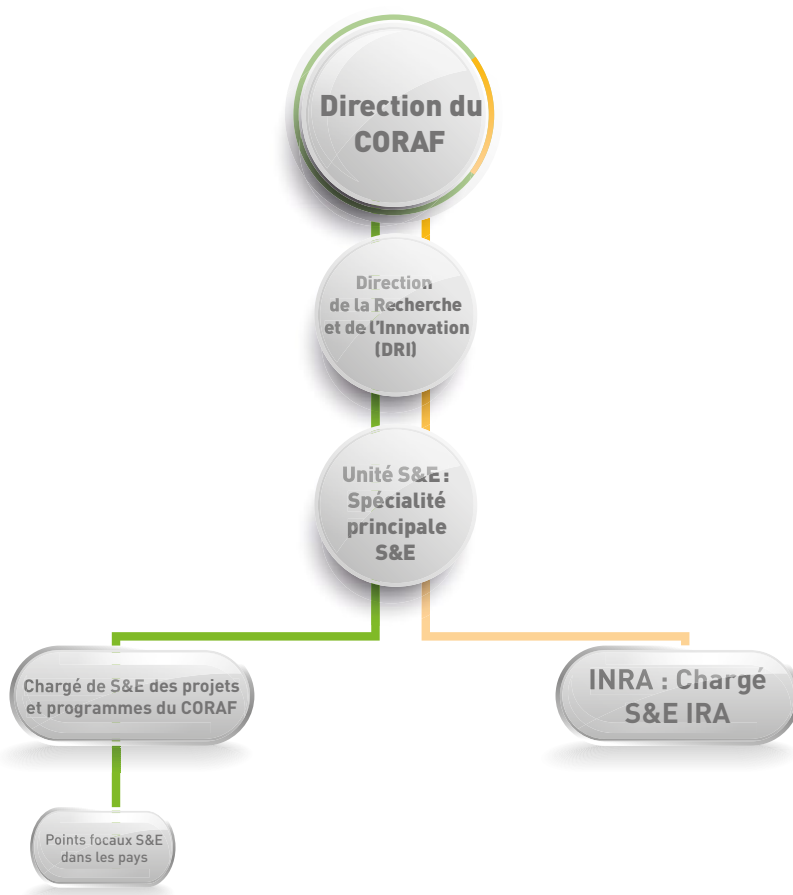 Direction du
CORAF
Direction
de la Recherche
et de l'Innovation
(DRI)
Unité S&E :
Spécialité
principale
S&E
Chargé de S&E des projets
et programmes du CORAF
INRA : Chargé
S&E IRA
Points focaux S&E
dans les pays